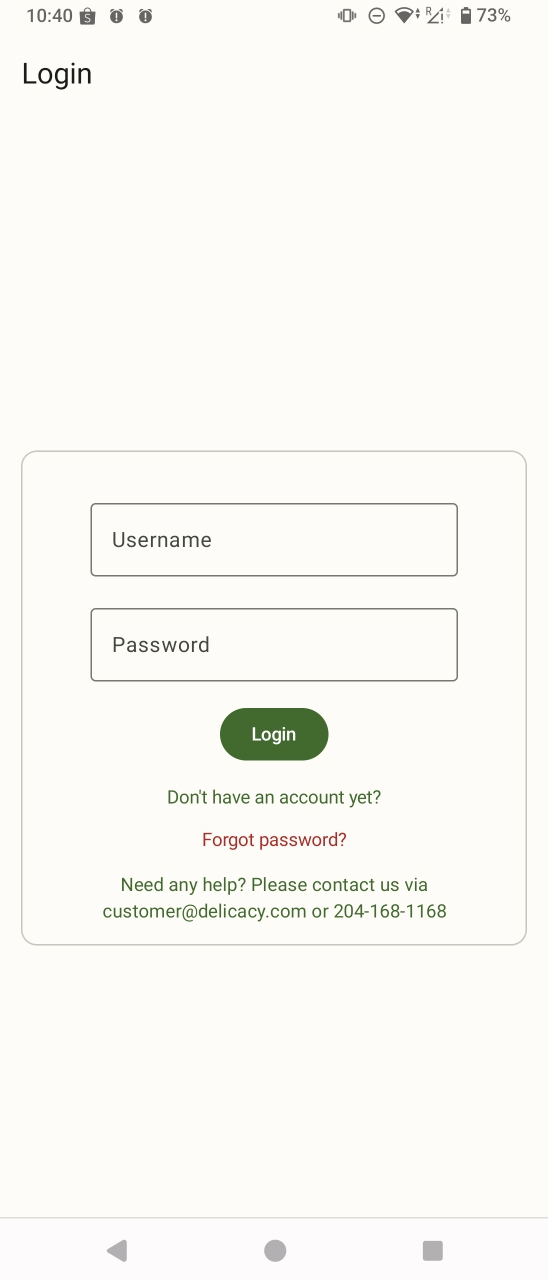 10:40
R
73%
Login
Username
Password
Login
Don't have an account yet?
Forgot password?
Need any help? Please contact us via
customer@delicacy.com or 204-168-1168